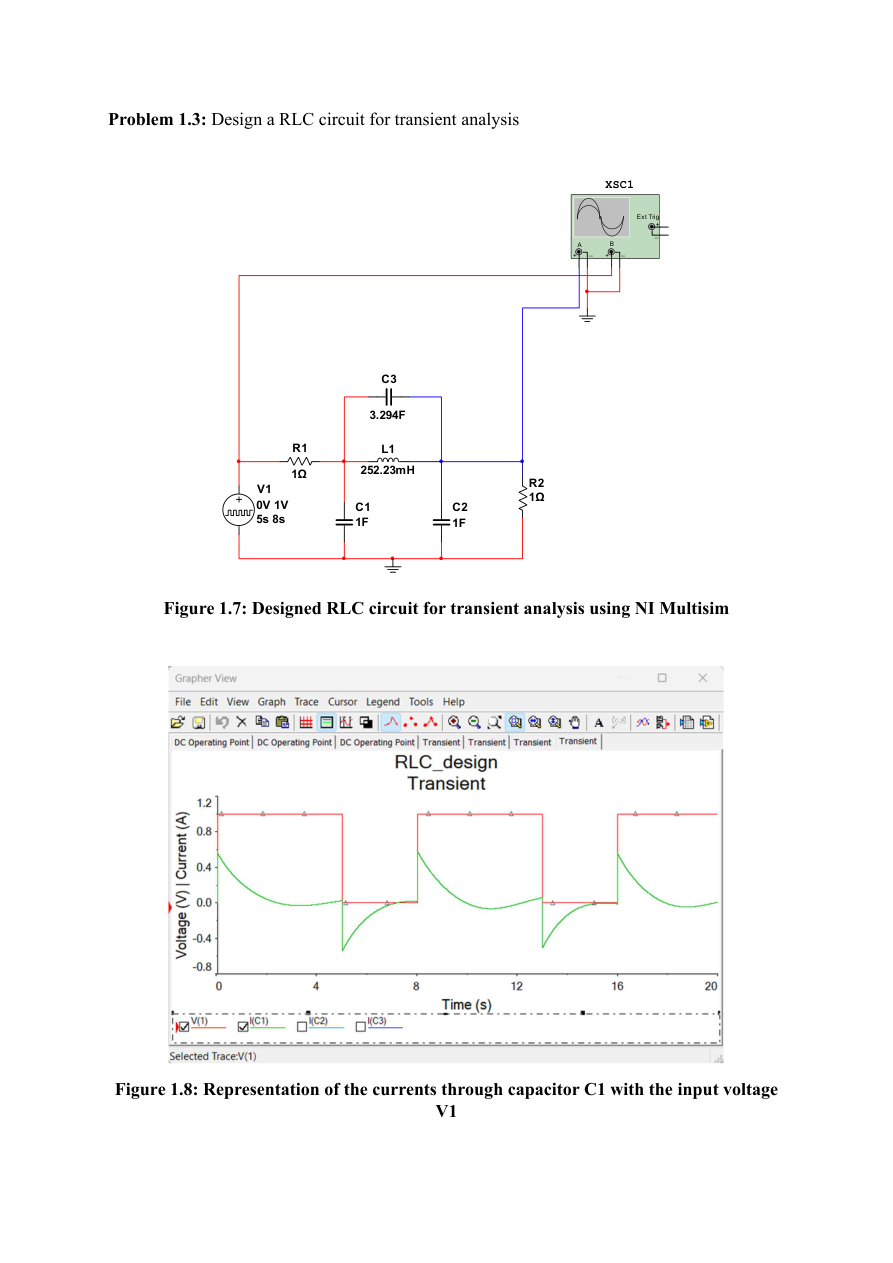 Problem 1.3: Design a RLC circuit for transient analysis
XSC1
Ext Trig
+
_
A
B
+
_
+
_
C3
3.294F
R1
1Ω
L1
252.23mH
V1
+
0V 1V
5s 8s
C1
1F
C2
1F
R2
1Ω
Figure 1.7: Designed RLC circuit for transient analysis using NI Multisim
Grapher View
File Edit View Graph Trace Cursor Legend Tools Help
A
DC Operating Point DC Operating Point DC Operating Point Transient Transient Transient Transient
RLC_design
Transient
Voltage (V) | Current (A)
1.2
0.8
0.4
0.0
-0.4
-0.8
0 4 8 12 16 20
Time (s)
V(1) I(C1) I(C2) I(C3)
Selected Trace:V(1)
Figure 1.8: Representation of the currents through capacitor C1 with the input voltage
V1